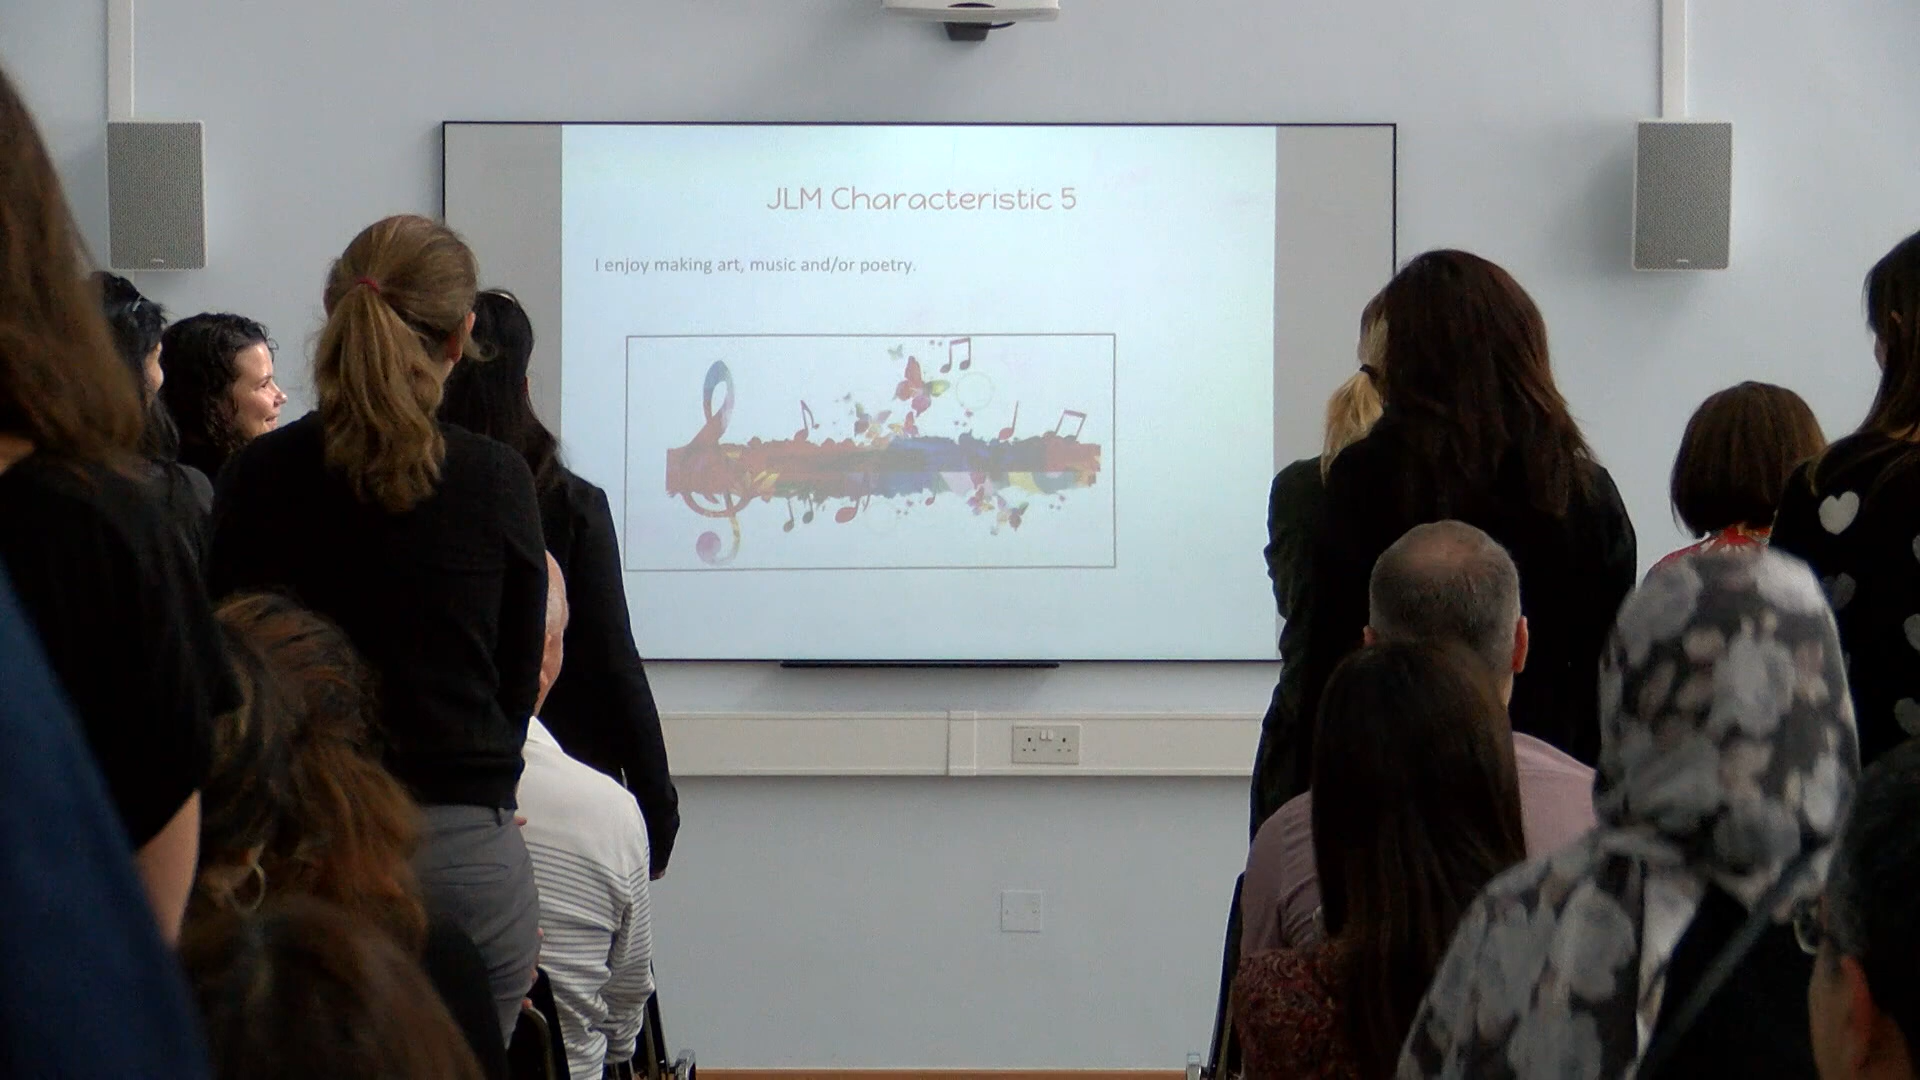 JLM Characteristic 5
I enjoy making art, music and/or poetry.